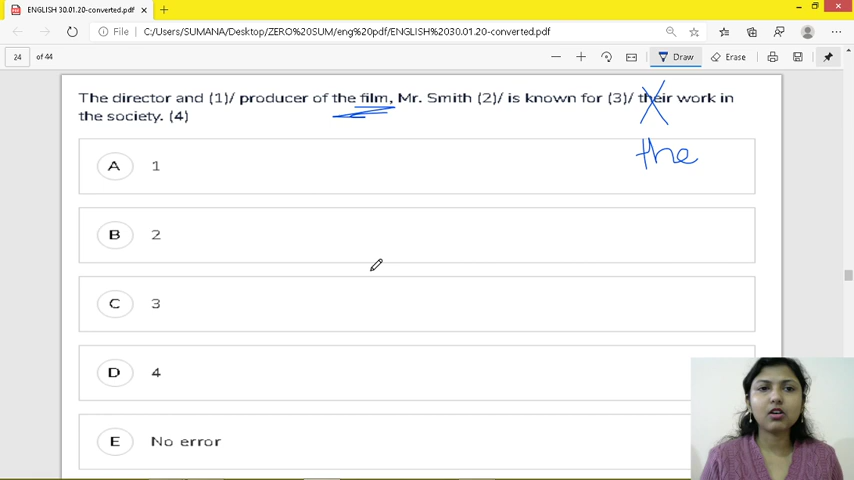 ENGLISH 30.01.20-converted.pdf
File C:/Users/SUMANA/Desktop/ZERO%20SUM/eng%20pdf/ENGLISH%2030.01.20-converted.pdf
24 of 44 Draw Erase
The director and (1)/ producer of the film, Mr. Smith (2)/ is known for (3)/ their work in
the society. (4)
the
A 1
B 2
C 3
D 4
E No error